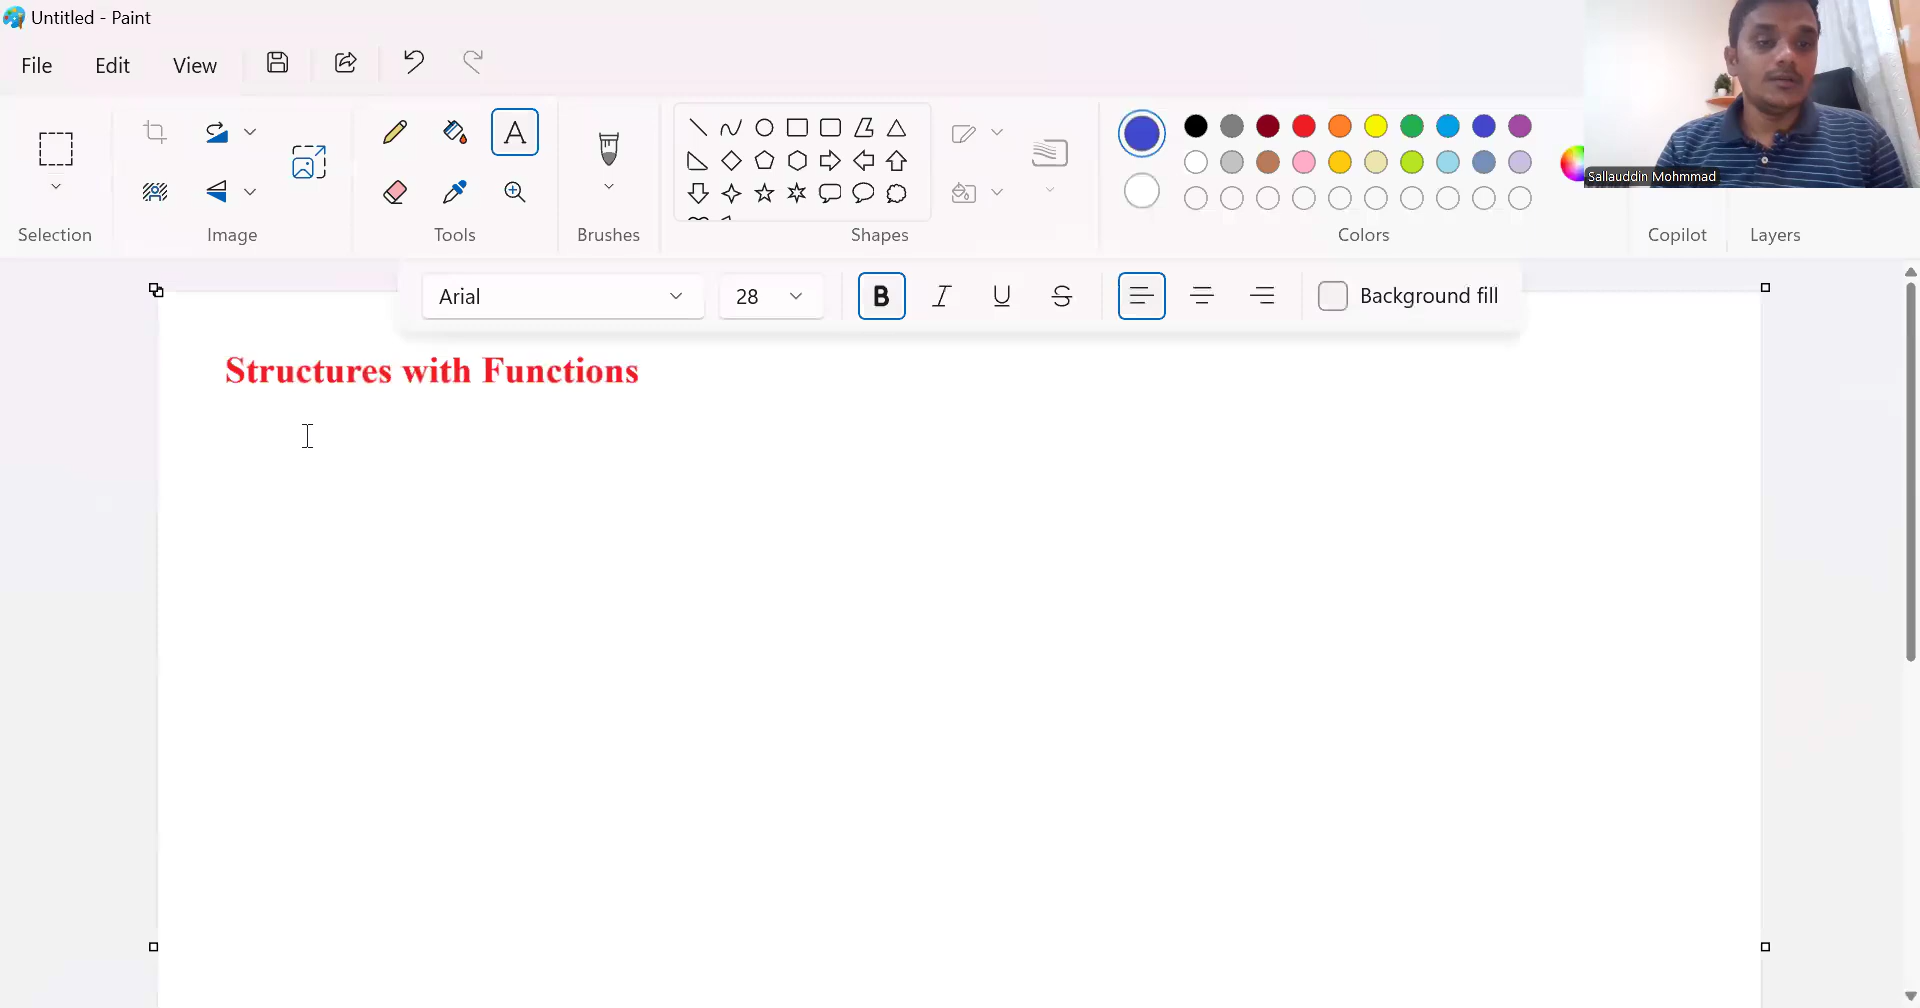 Untitled - Paint
File Edit View
Sallauddin Mohmmad
Selection Image Tools Brushes Shapes Colors Copilot Layers
Arial 28 B Background fill
Structures with Functions